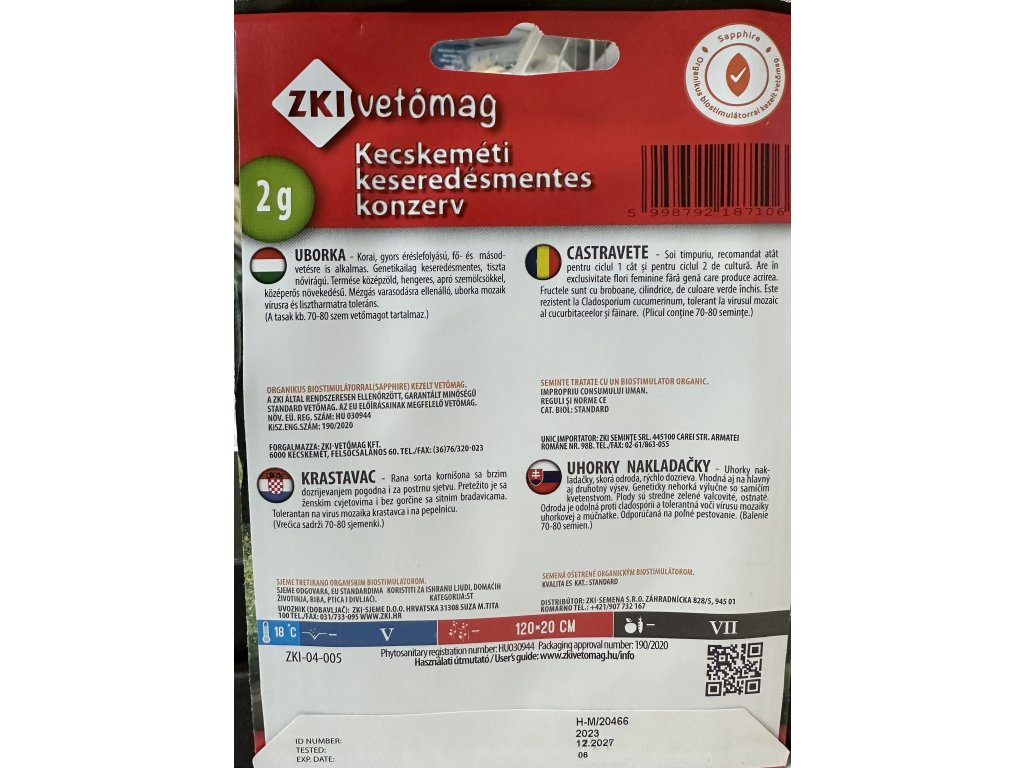 Sapphire
Organikus biostimulátorral kezelt vetőmag
ZKI vetőmag
Kecskeméti
keseredésmentes
konzerv
2 g
5 998792 187106
UBORKA - Korai, gyors éréslefolyású, fő- és másod-
vetésre is alkalmas. Genetikailag keseredésmentes, tiszta
nővirágú. Termése középzöld, hengeres, apró szemölcsökkel,
középerős növekedésű. Mézgás varasodásra ellenálló, uborka mozaik
vírusra és lisztharmatra toleráns.
(A tasak kb. 70-80 szem vetőmagot tartalmaz.)
ORGANIKUS BIOSTIMULÁTORRAL(SAPPHIRE) KEZELT VETŐMAG.
A ZKI ÁLTAL RENDSZERESEN ELLENŐRZÖTT, GARANTÁLT MINŐSÉGŰ
STANDARD VETŐMAG. AZ EU ELŐÍRÁSAINAK MEGFELELŐ VETŐMAG.
NÖV. EÜ. REG. SZÁM: HU 030944
KISZ.ENG.SZÁM: 190/2020
FORGALMAZZA: ZKI-VETŐMAG KFT.
6000 KECSKEMÉT, FELSŐCSALÁNOS 60. TEL./FAX: (36)76/320-023
CASTRAVETE - Soi timpuriu, recomandat atât
pentru ciclul 1 cât și pentru ciclul 2 de cultură. Are in
exclusivitate flori feminine fără genă care produce acrirea.
Fructele sunt cu broboane, cilindrice, de culoare verde închis. Este
rezistent la Cladosporium cucumerinum, tolerant la virusul mozaic
al cucurbitaceelor și făinare. (Plicul conține 70-80 semințe.)
SEMINTE TRATATE CU UN BIOSTIMULATOR ORGANIC.
IMPROPRIU CONSUMULUI UMAN.
REGULI ȘI NORME CE
CAT. BIOL: STANDARD
UNIC IMPORTATOR: ZKI SEMINȚE SRL. 445100 CAREI STR. ARMATEI
ROMÂNE NR. 98B. TEL./FAX: 02-61/863-055
KRASTAVAC - Rana sorta kornišona sa brzim
dozrijevanjem pogodna i za postrnu sjetvu. Pretežito je sa
ženskim cvjetovima i bez gorčine sa sitnim bradavicama.
Tolerantan na virus mozaika krastavca i na pepelnicu.
(Vrećica sadrži 70-80 sjemenki.)
SJEME TRETIRANO ORGANSKIM BIOSTIMULATOROM.
SJEME ODGOVARA, EU STANDARDIMA KORISTITI ZA ISHRANU LJUDI, DOMAĆIH
ŽIVOTINJA, RIBA, PTICA I DIVLJAČI. KATEGORIJA:ST
UVOZNIK (DOBAVLJAČ): ZKI-SJEME D.O.O. HRVATSKA 31308 SUZA M.TITA
100 TEL/FAX: 031/733-095 WWW.ZKI.HR
UHORKY NAKLADAČKY - Uhorky nak-
ladačky, skorá odroda, rýchlo dozrieva. Vhodná aj na hlavný
aj druhotný výsev. Geneticky nehorká výlučne so samičím
kvetenstvom. Plody sú stredne zelené valcovité, ostnaté.
Odroda je odolná proti cladospórii a tolerantná voči vírusu mozaiky
uhorkovej a múčnatke. Odporúčaná na poľné pestovanie. (Balenie
70-80 semien.)
SEMENÁ OŠETRENÉ ORGANICKÝM BIOSTIMULÁTOROM.
KVALITA ES KAT.: STANDARD
DISTRIBÚTOR: ZKI-SEMENA S.R.O. ZÁHRADNÍCKA 828/5, 945 01
KOMÁRNO TEL.: +421/907 732 167
18 °C – V – 120×20 CM – VII
ZKI-04-005
Phytosanitary registration number: HU030944 Packaging approval number: 190/2020
Használati útmutató / User's guide: www.zkivetomag.hu/info
ID NUMBER: H-M/20466
TESTED: 2023
EXP. DATE: 12.2027
06